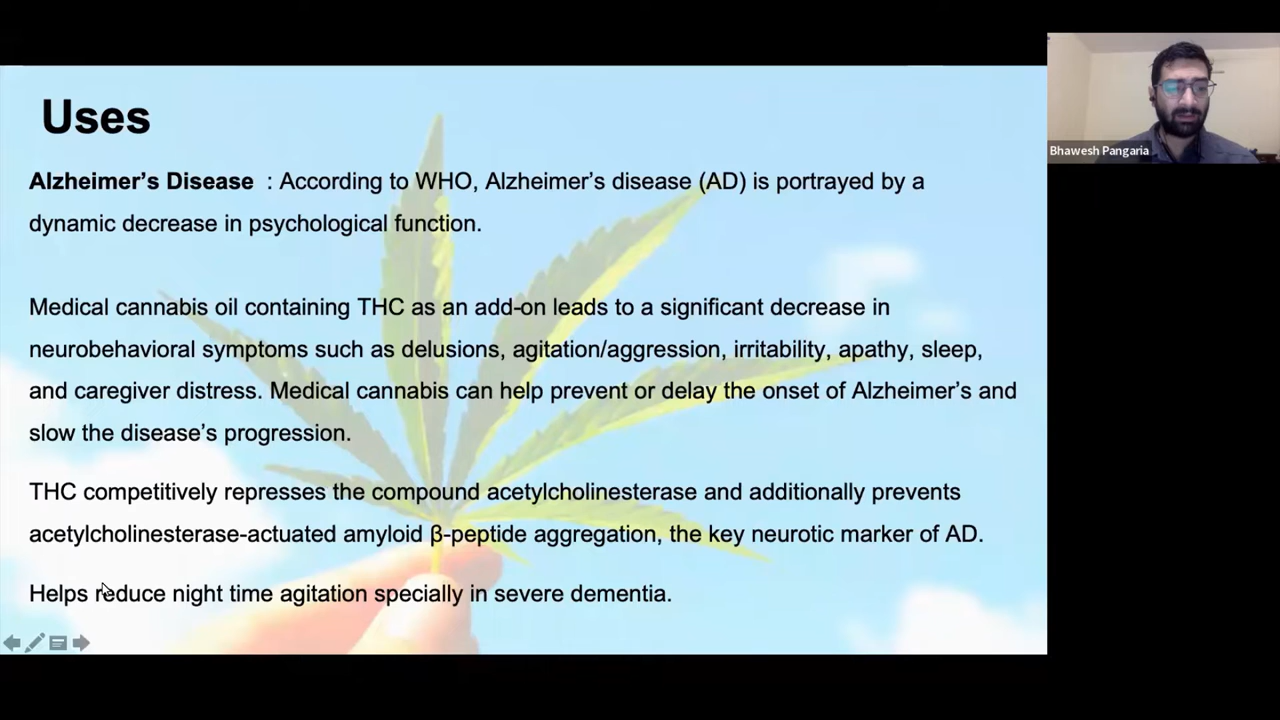 Uses
Alzheimer's Disease : According to WHO, Alzheimer's disease (AD) is portrayed by a
dynamic decrease in psychological function.
Medical cannabis oil containing THC as an add-on leads to a significant decrease in
neurobehavioral symptoms such as delusions, agitation/aggression, irritability, apathy, sleep,
and caregiver distress. Medical cannabis can help prevent or delay the onset of Alzheimer's and
slow the disease's progression.
THC competitively represses the compound acetylcholinesterase and additionally prevents
acetylcholinesterase-actuated amyloid β-peptide aggregation, the key neurotic marker of AD.
Helps reduce night time agitation specially in severe dementia.
Bhawesh Pangaria